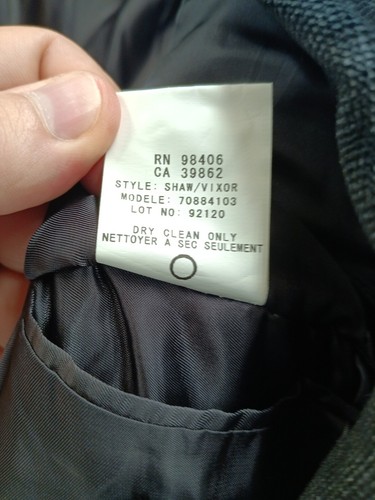 RN 98406
CA 39862
STYLE: SHAW/VIXOR
MODELE: 70884103
LOT NO: 92120
DRY CLEAN ONLY
NETTOYER A SEC SEULEMENT